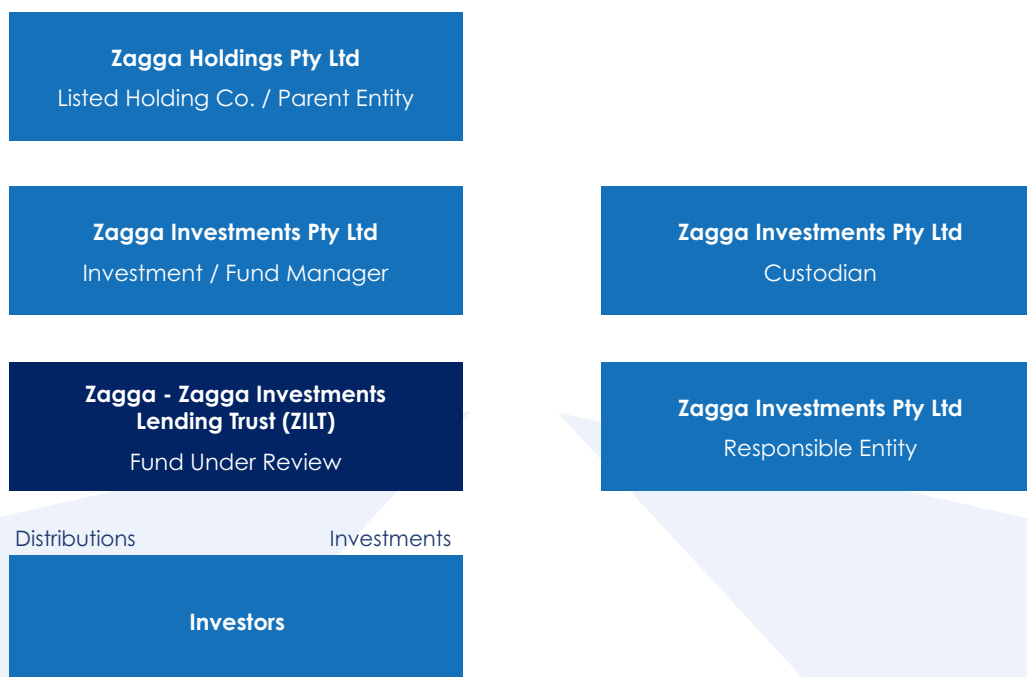 Zagga Holdings Pty Ltd
Listed Holding Co. / Parent Entity
Zagga Investments Pty Ltd
Investment / Fund Manager
Zagga Investments Pty Ltd
Custodian
Zagga - Zagga Investments
Lending Trust (ZILT)
Fund Under Review
Zagga Investments Pty Ltd
Responsible Entity
Distributions
Investments
Investors